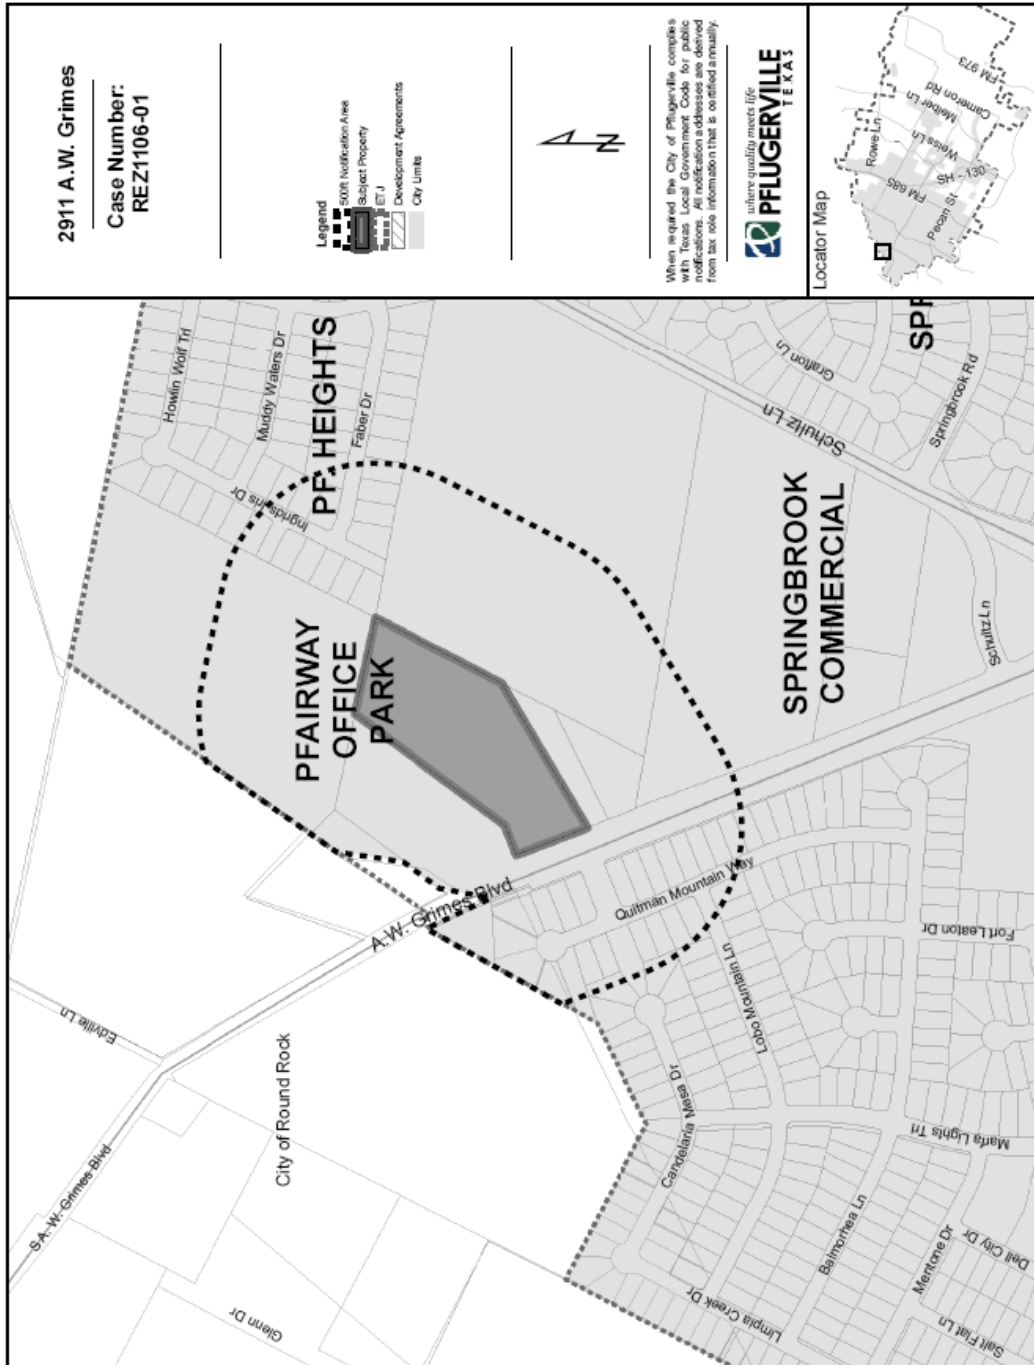 2911 A.W. Grimes
Case Number:
REZ1106-01
Legend
500ft Notification Area
Subject Property
ETJ
Development Agreements
City Limits
N
When required the City of Pflugerville complies
with Texas Local Government Code for public
notifications. All notification addresses are derived
from tax role information that is certified annually.
where quality meets life
PFLUGERVILLE
TEXAS
Locator Map
Rowe Ln
FM 685
Weiss Ln
Melber Ln
Cameron Rd
FM 973
SH - 130
Pecan St
S A. W. Grimes Blvd
Edville Ln
Glenn Dr
City of Round Rock
A.W. Grimes Blvd
PFAIRWAY
OFFICE
PARK
PF. HEIGHTS
Howlin Wolf Trl
Muddy Waters Dr
Faber Dr
Ingrids Iris Dr
SPRINGBROOK
COMMERCIAL
Schultz Ln
Grafton Ln
Springbrook Rd
SPR
Schultz Ln
Quitman Mountain Way
Lobo Mountain Ln
Fort Leaton Dr
Candelaria Mesa Dr
Marfa Lights Trl
Limpia Creek Dr
Balmorhea Ln
Mentone Dr
Dell City Dr
Salt Flat Ln